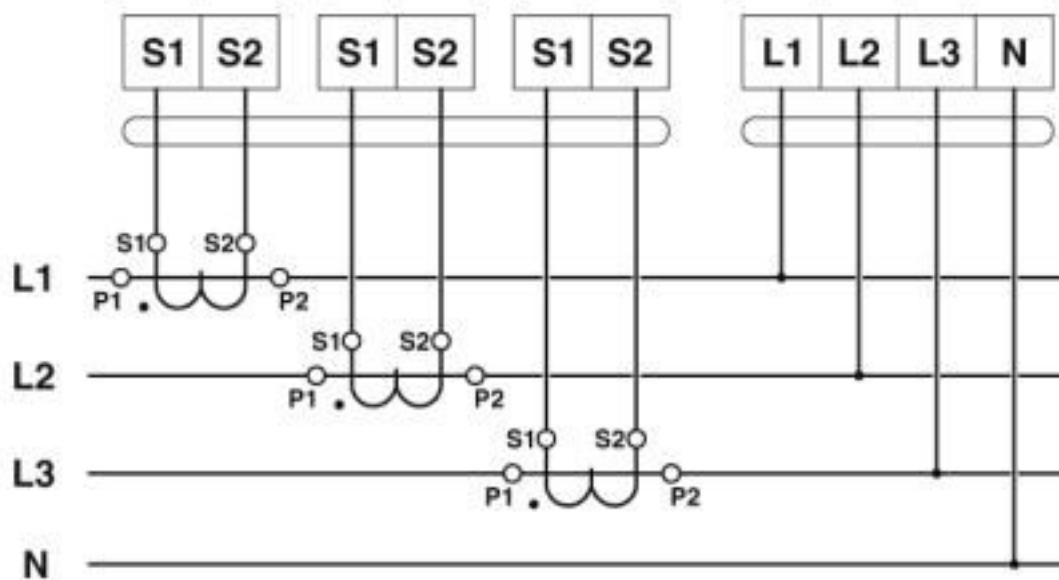 S1 S2 S1 S2 S1 S2 L1 L2 L3 N
S1 S2
L1
P1 P2
S1 S2
L2
P1 P2
S1 S2
L3
P1 P2
N